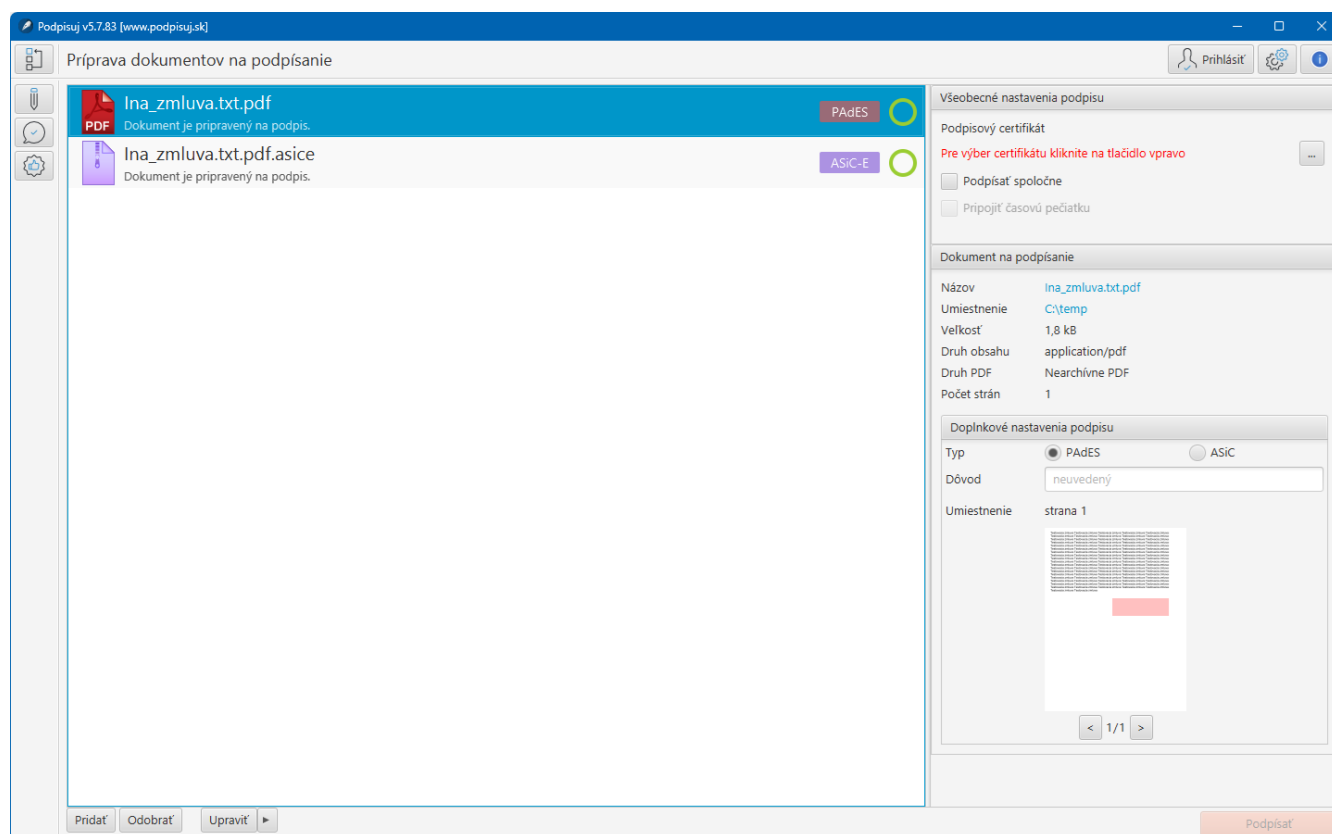 Podpisuj v5.7.83 [www.podpisuj.sk]
Príprava dokumentov na podpísanie
Prihlásiť
Ina_zmluva.txt.pdf
Dokument je pripravený na podpis.
PDF
PAdES
Ina_zmluva.txt.pdf.asice
Dokument je pripravený na podpis.
ASiC-E
Všeobecné nastavenia podpisu
Podpisový certifikát
Pre výber certifikátu kliknite na tlačidlo vpravo
...
Podpísať spoločne
Pripojiť časovú pečiatku
Dokument na podpísanie
Názov Ina_zmluva.txt.pdf
Umiestnenie C:\temp
Veľkosť 1,8 kB
Druh obsahu application/pdf
Druh PDF Nearchívne PDF
Počet strán 1
Doplnkové nastavenia podpisu
Typ PAdES ASiC
Dôvod neuvedený
Umiestnenie strana 1
< 1/1 >
Pridať Odobrať Upraviť
Podpísať